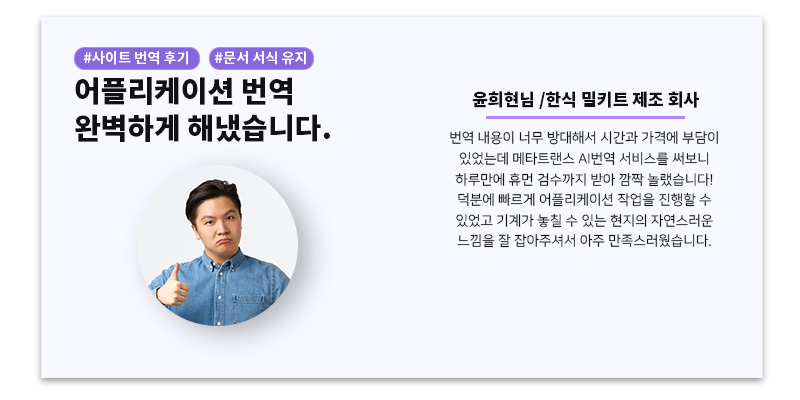 #사이트 번역 후기 #문서 서식 유지
어플리케이션 번역
완벽하게 해냈습니다.
윤희현님 /한식 밀키트 제조 회사
번역 내용이 너무 방대해서 시간과 가격에 부담이
있었는데 메타트랜스 AI번역 서비스를 써보니
하루만에 휴먼 검수까지 받아 깜짝 놀랬습니다!
덕분에 빠르게 어플리케이션 작업을 진행할 수
있었고 기계가 놓칠 수 있는 현지의 자연스러운
느낌을 잘 잡아주셔서 아주 만족스러웠습니다.